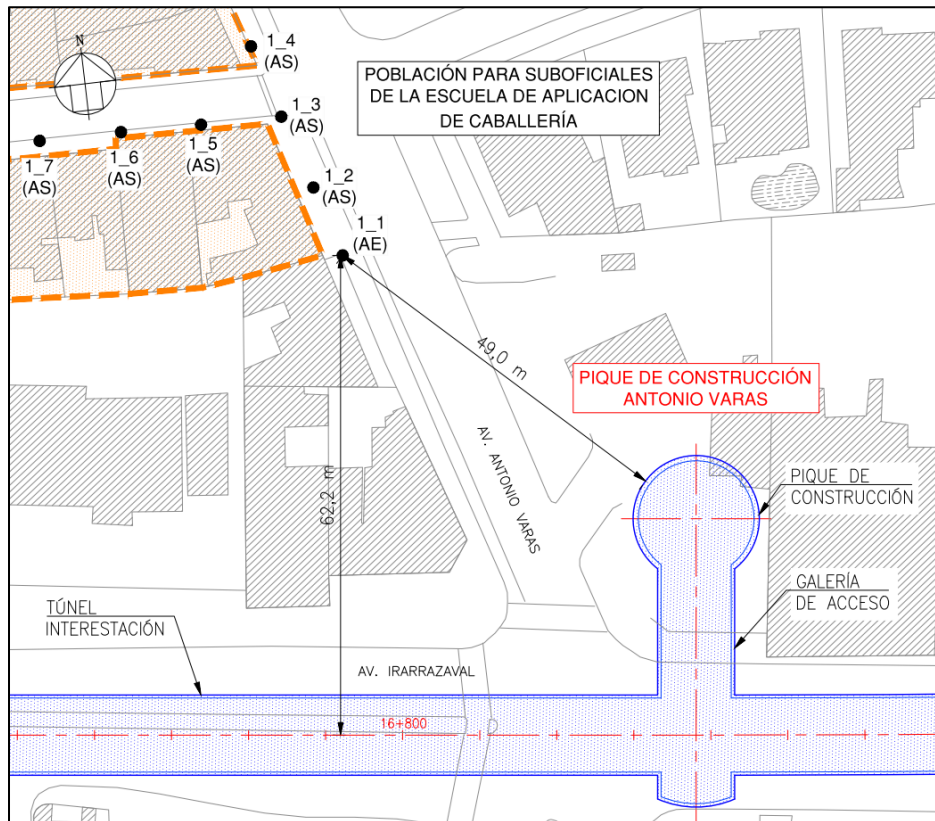 1_4
(AS)
N
POBLACIÓN PARA SUBOFICIALES
DE LA ESCUELA DE APLICACION
DE CABALLERÍA
1_3
(AS)
1_7
(AS)
1_6
(AS)
1_5
(AS)
1_2
(AS)
1_1
(AE)
49,0 m
PIQUE DE CONSTRUCCIÓN
ANTONIO VARAS
62,2 m
AV. ANTONIO VARAS
PIQUE DE
CONSTRUCCIÓN
GALERÍA
DE ACCESO
TÚNEL
INTERESTACIÓN
AV. IRARRAZAVAL
16+800